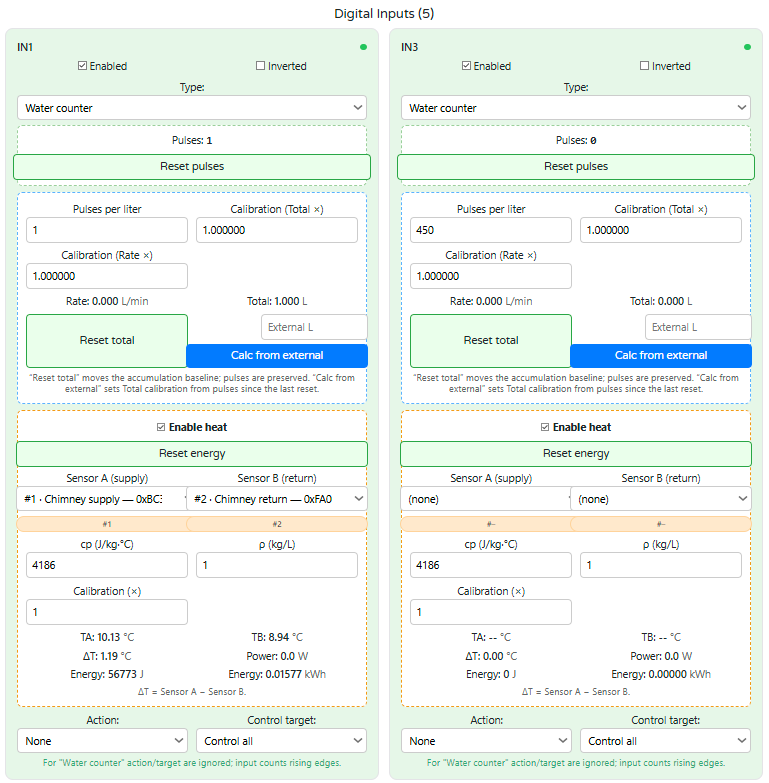 Digital Inputs (5)
IN1
Enabled
Inverted
Type:
Water counter
Pulses: 1
Reset pulses
Pulses per liter
Calibration (Total ×)
1
1.000000
Calibration (Rate ×)
1.000000
Rate: 0.000 L/min
Total: 1.000 L
Reset total
External L
Calc from external
"Reset total" moves the accumulation baseline; pulses are preserved. "Calc from
external" sets Total calibration from pulses since the last reset.
Enable heat
Reset energy
Sensor A (supply)
Sensor B (return)
#1 · Chimney supply — 0xBC
#2 · Chimney return — 0xFA0
#1
#2
cp (J/kg·°C)
ρ (kg/L)
4186
1
Calibration (×)
1
TA: 10.13 °C
TB: 8.94 °C
ΔT: 1.19 °C
Power: 0.0 W
Energy: 56773 J
Energy: 0.01577 kWh
ΔT = Sensor A − Sensor B.
Action:
Control target:
None
Control all
For "Water counter" action/target are ignored; input counts rising edges.
IN3
Enabled
Inverted
Type:
Water counter
Pulses: 0
Reset pulses
Pulses per liter
Calibration (Total ×)
450
1.000000
Calibration (Rate ×)
1.000000
Rate: 0.000 L/min
Total: 0.000 L
Reset total
External L
Calc from external
"Reset total" moves the accumulation baseline; pulses are preserved. "Calc from
external" sets Total calibration from pulses since the last reset.
Enable heat
Reset energy
Sensor A (supply)
Sensor B (return)
(none)
(none)
#–
#–
cp (J/kg·°C)
ρ (kg/L)
4186
1
Calibration (×)
1
TA: -- °C
TB: -- °C
ΔT: 0.00 °C
Power: 0.0 W
Energy: 0 J
Energy: 0.00000 kWh
ΔT = Sensor A − Sensor B.
Action:
Control target:
None
Control all
For "Water counter" action/target are ignored; input counts rising edges.